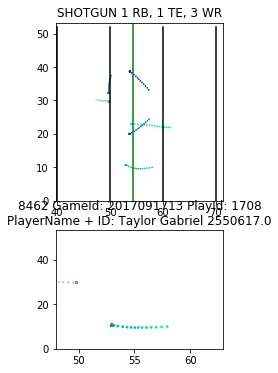 SHOTGUN 1 RB, 1 TE, 3 WR
50
40
30
20
10
0
40 50 60 70
8462 GameId: 2017091713 PlayId: 1708
PlayerName + ID: Taylor Gabriel 2550617.0
40
20
0
50 55 60